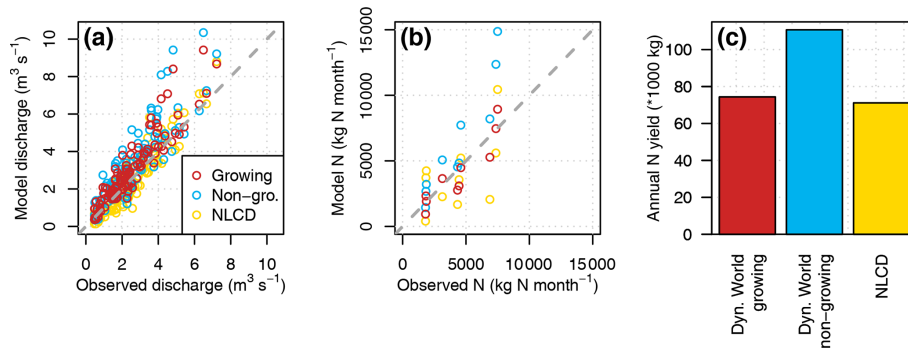 (a)
Model discharge (m³ s⁻¹)
10
8
6
4
2
0
0 2 4 6 8 10
Observed discharge (m³ s⁻¹)
Growing
Non−gro.
NLCD
(b)
Model N (kg N month⁻¹)
15000
10000
5000
0
0 5000 10000 15000
Observed N (kg N month⁻¹)
(c)
Annual N yield (*1000 kg)
100
80
60
40
20
0
Dyn. World
growing
Dyn. World
non−growing
NLCD